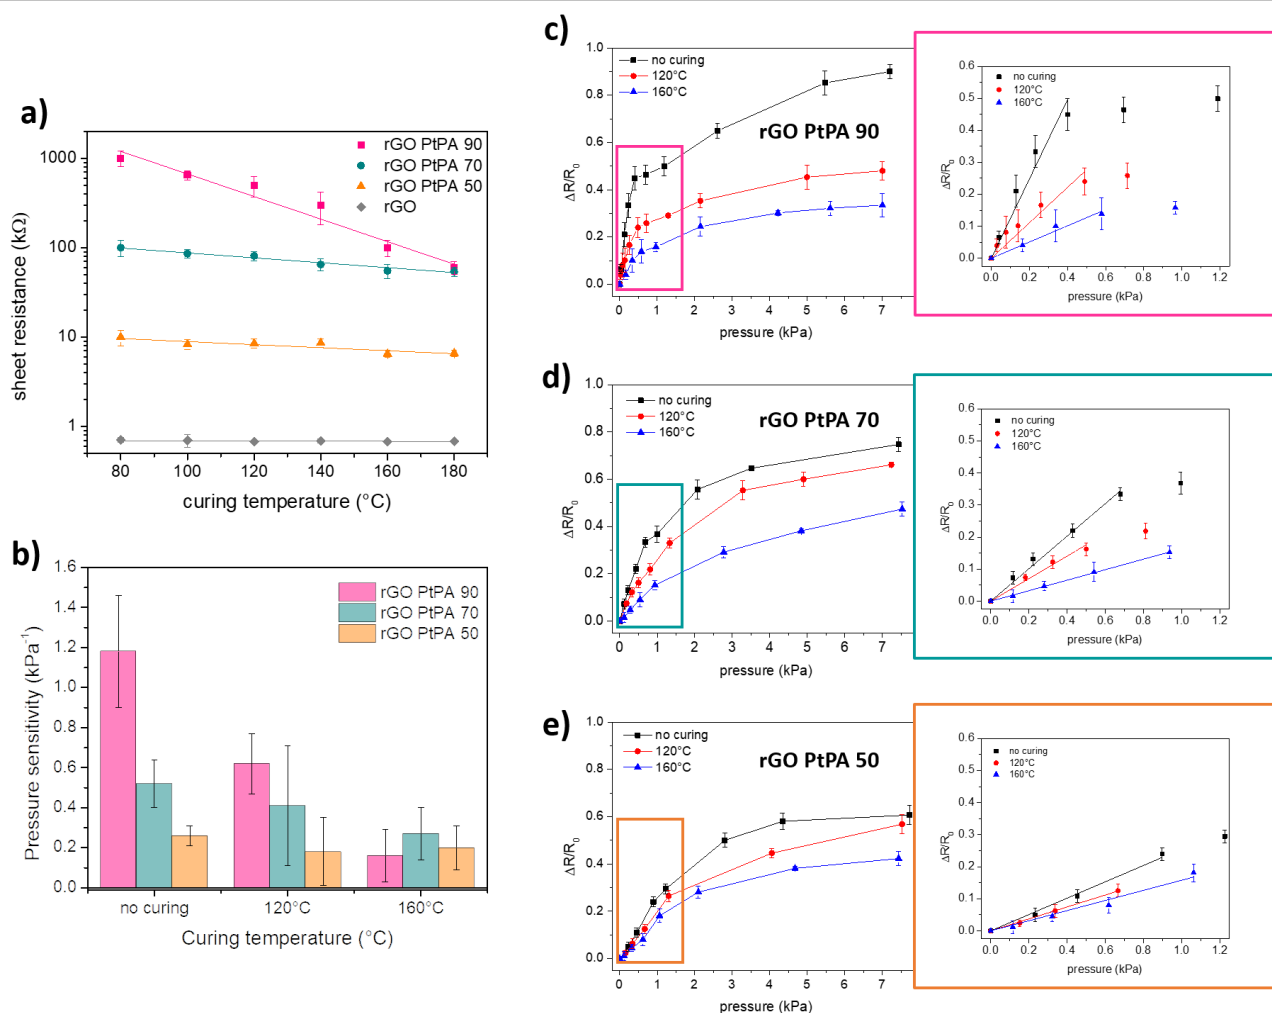 a)
sheet resistance (kΩ)
1000
100
10
1
rGO PtPA 90
rGO PtPA 70
rGO PtPA 50
rGO
80 100 120 140 160 180
curing temperature (°C)
b)
Pressure sensitivity (kPa⁻¹)
1.6
1.4
1.2
1.0
0.8
0.6
0.4
0.2
0.0
rGO PtPA 90
rGO PtPA 70
rGO PtPA 50
no curing 120°C 160°C
Curing temperature (°C)
c)
ΔR/R₀
1.0
0.8
0.6
0.4
0.2
0.0
no curing
120°C
160°C
rGO PtPA 90
0 1 2 3 4 5 6 7
pressure (kPa)
ΔR/R₀
0.6
0.5
0.4
0.3
0.2
0.1
0.0
no curing
120°C
160°C
0.0 0.2 0.4 0.6 0.8 1.0 1.2
pressure (kPa)
d)
ΔR/R₀
1.0
0.8
0.6
0.4
0.2
0.0
no curing
120°C
160°C
rGO PtPA 70
0 1 2 3 4 5 6 7
pressure (kPa)
ΔR/R₀
0.6
0.5
0.4
0.3
0.2
0.1
0.0
no curing
120°C
160°C
0.0 0.2 0.4 0.6 0.8 1.0 1.2
pressure (kPa)
e)
ΔR/R₀
1.0
0.8
0.6
0.4
0.2
0.0
no curing
120°C
160°C
rGO PtPA 50
0 1 2 3 4 5 6 7
pressure (kPa)
ΔR/R₀
0.6
0.5
0.4
0.3
0.2
0.1
0.0
no curing
120°C
160°C
0.0 0.2 0.4 0.6 0.8 1.0 1.2
pressure (kPa)